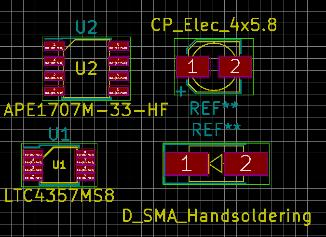 U2
U2
APE1707M-33-HF
CP_Elec_4x5.8
1 2
+
REF**
REF**
U1
U1
LTC4357MS8
1 2
D_SMA_Handsoldering